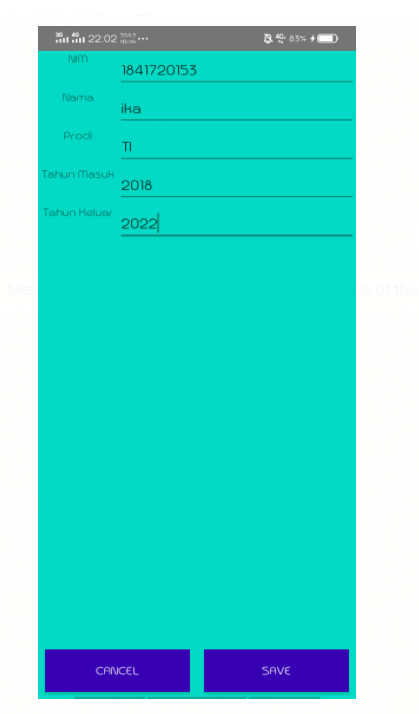 22:02 83%
NIM 1841720153
Nama ika
Prodi TI
Tahun Masuk 2018
Tahun Keluar 2022
CANCEL SAVE